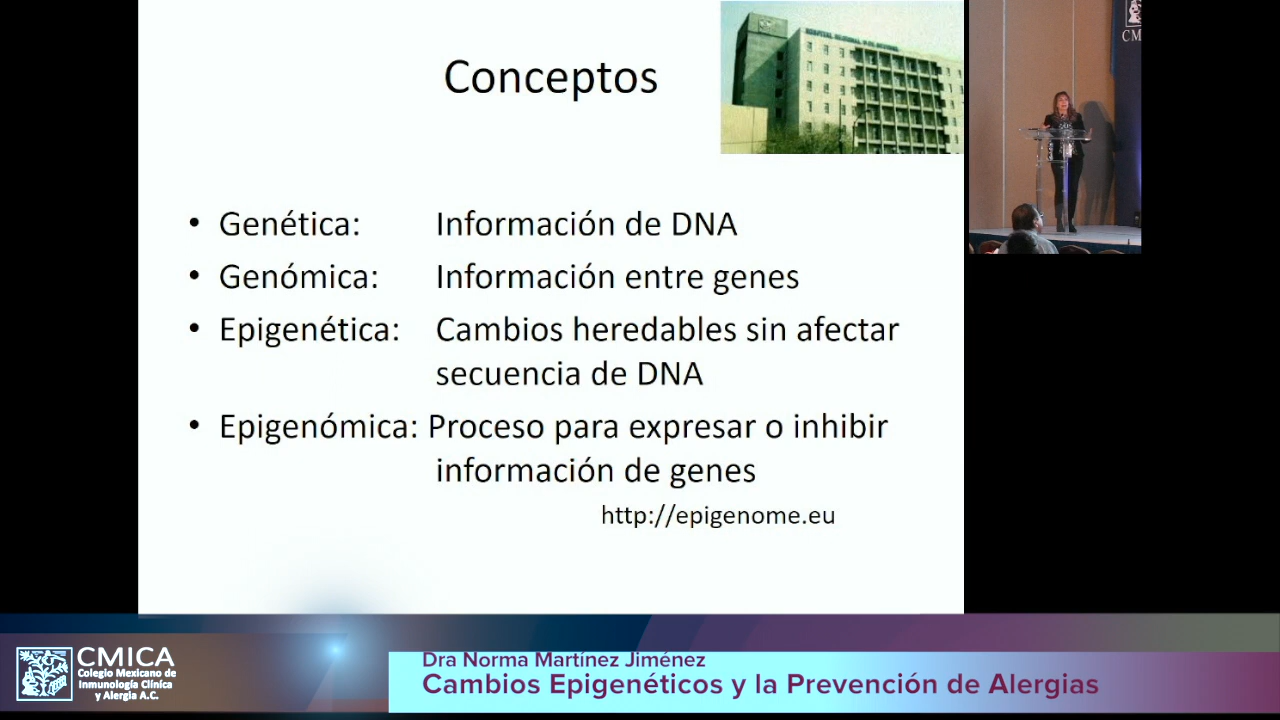 Conceptos
CM
• Genética: Información de DNA
• Genómica: Información entre genes
• Epigenética: Cambios heredables sin afectar
secuencia de DNA
• Epigenómica: Proceso para expresar o inhibir
información de genes
http://epigenome.eu
CMICA
Colegio Mexicano de
Inmunología Clínica
y Alergia A.C.
Dra Norma Martínez Jiménez
Cambios Epigenéticos y la Prevención de Alergias